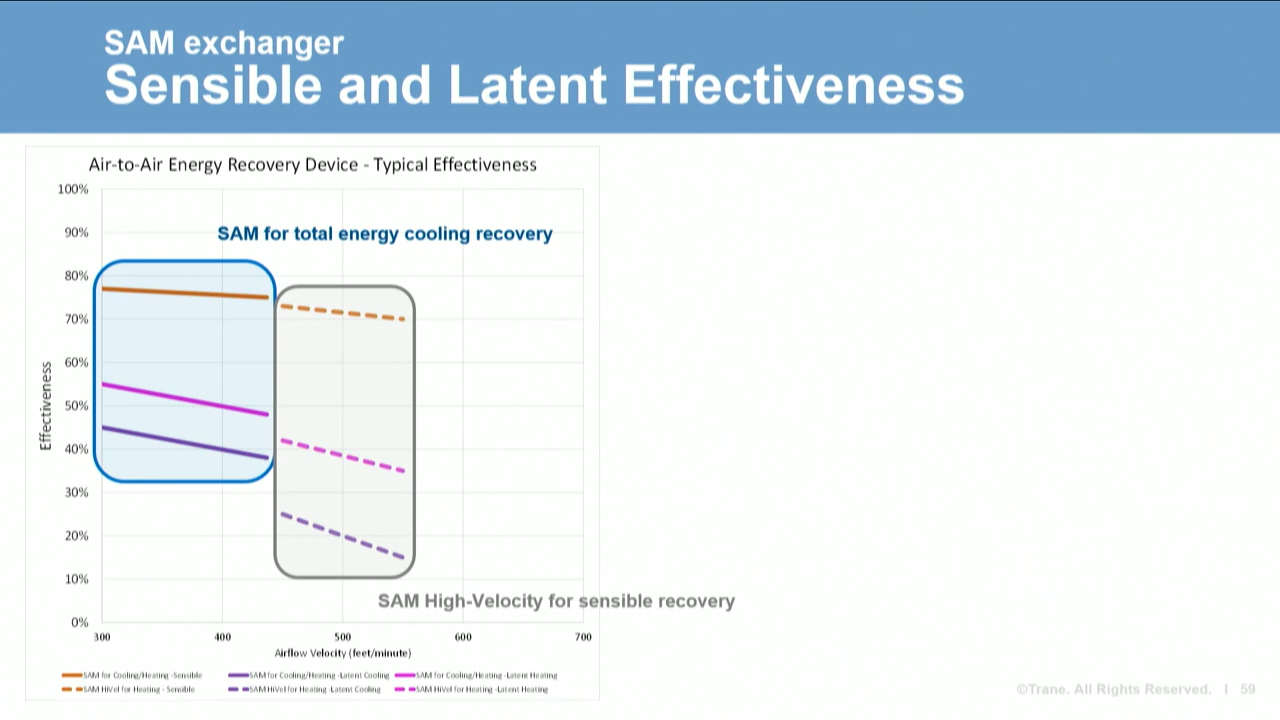 SAM exchanger
Sensible and Latent Effectiveness
Air-to-Air Energy Recovery Device - Typical Effectiveness
100%
90%
80%
70%
60%
50%
40%
30%
20%
10%
0%
Effectiveness
SAM for total energy cooling recovery
SAM High-Velocity for sensible recovery
300 400 500 600 700
Airflow Velocity (feet/minute)
SAM for Cooling/Heating -Sensible SAM for Cooling/Heating -Latent Cooling SAM for Cooling/Heating -Latent Heating
SAM HiVel for Heating - Sensible SAM HiVel for Heating -Latent Cooling SAM HiVel for Heating -Latent Heating
©Trane. All Rights Reserved. I 59